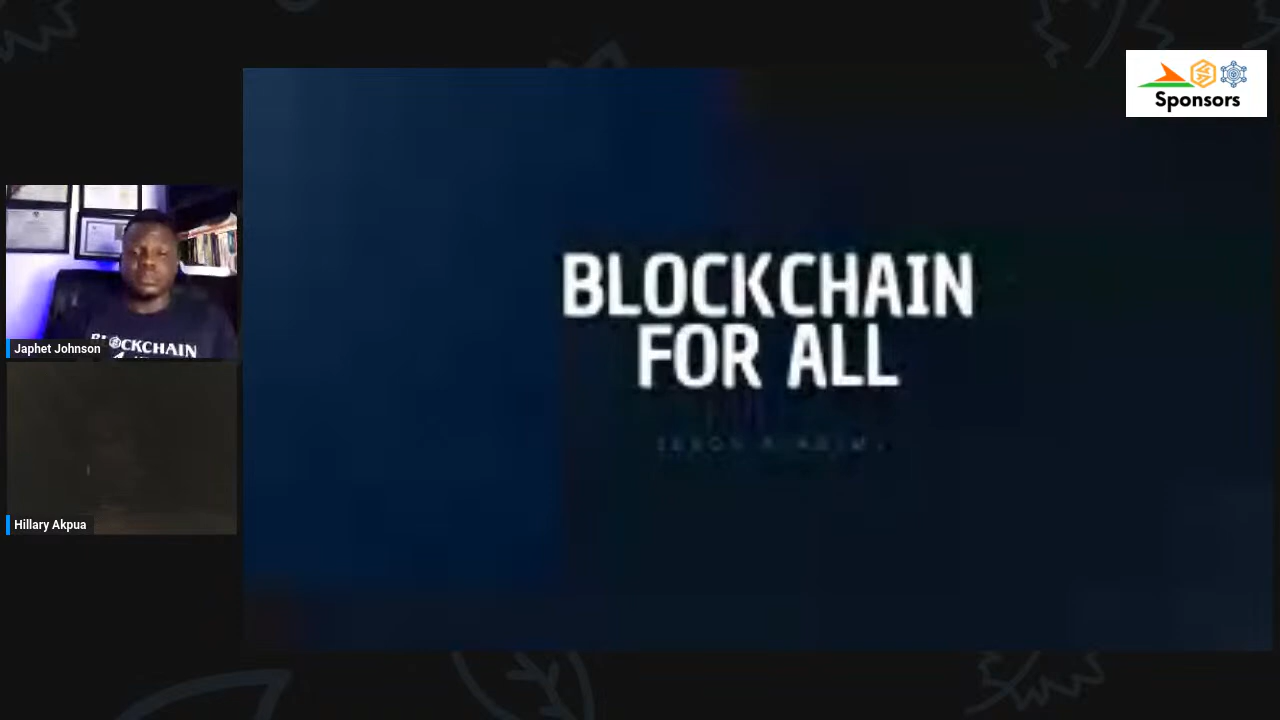 Sponsors
BLOCKCHAIN
FOR ALL
BLOCKCHAIN
Japhet Johnson
Hillary Akpua